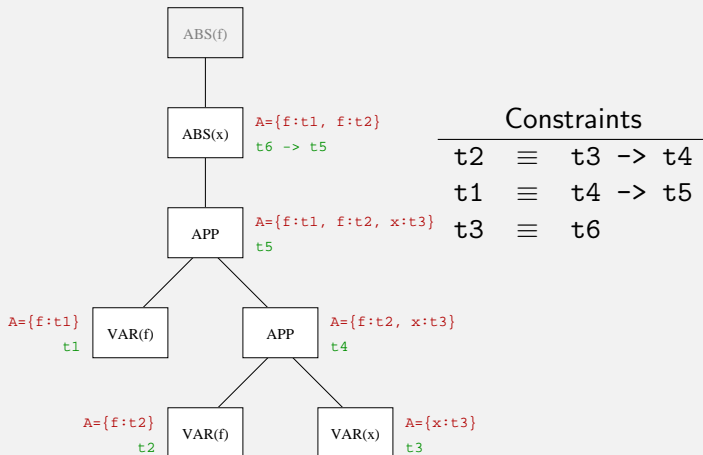 ABS(f)
ABS(x)
A={f:t1, f:t2}
t6 -> t5
Constraints
t2 ≡ t3 -> t4
t1 ≡ t4 -> t5
t3 ≡ t6
APP
A={f:t1, f:t2, x:t3}
t5
A={f:t1}
t1
VAR(f)
APP
A={f:t2, x:t3}
t4
A={f:t2}
t2
VAR(f)
VAR(x)
A={x:t3}
t3